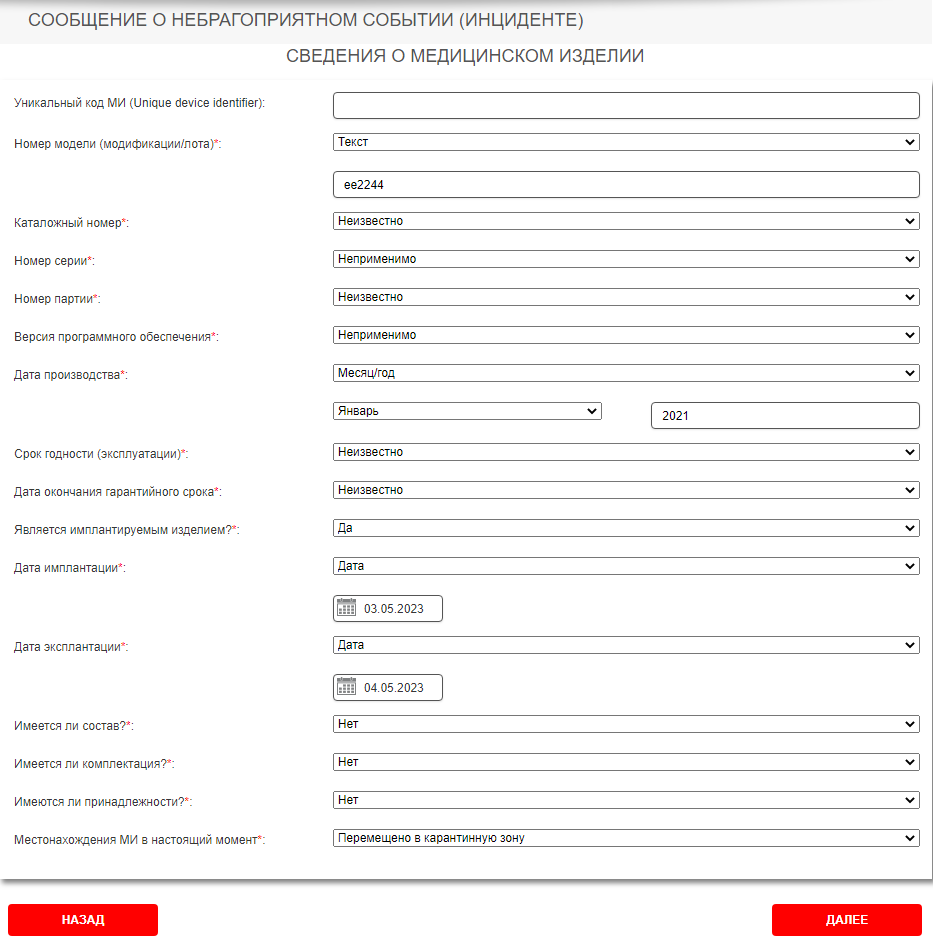 СООБЩЕНИЕ О НЕБРАГОПРИЯТНОМ СОБЫТИИ (ИНЦИДЕНТЕ)
СВЕДЕНИЯ О МЕДИЦИНСКОМ ИЗДЕЛИИ
Уникальный код МИ (Unique device identifier):
Номер модели (модификации/лота)*: Текст
ee2244
Каталожный номер*: Неизвестно
Номер серии*: Неприменимо
Номер партии*: Неизвестно
Версия программного обеспечения*: Неприменимо
Дата производства*: Месяц/год
Январь 2021
Срок годности (эксплуатации)*: Неизвестно
Дата окончания гарантийного срока*: Неизвестно
Является имплантируемым изделием?*: Да
Дата имплантации*: Дата
03.05.2023
Дата эксплантации*: Дата
04.05.2023
Имеется ли состав?*: Нет
Имеется ли комплектация?*: Нет
Имеются ли принадлежности?*: Нет
Местонахождения МИ в настоящий момент*: Перемещено в карантинную зону
НАЗАД ДАЛЕЕ